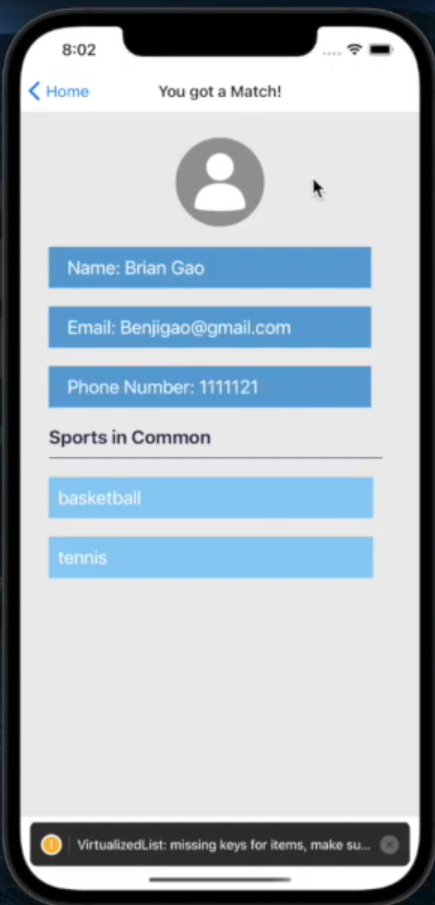 8:02
Home
You got a Match!
Name: Brian Gao
Email: Benjigao@gmail.com
Phone Number: 1111121
Sports in Common
basketball
tennis
VirtualizedList: missing keys for items, make su...